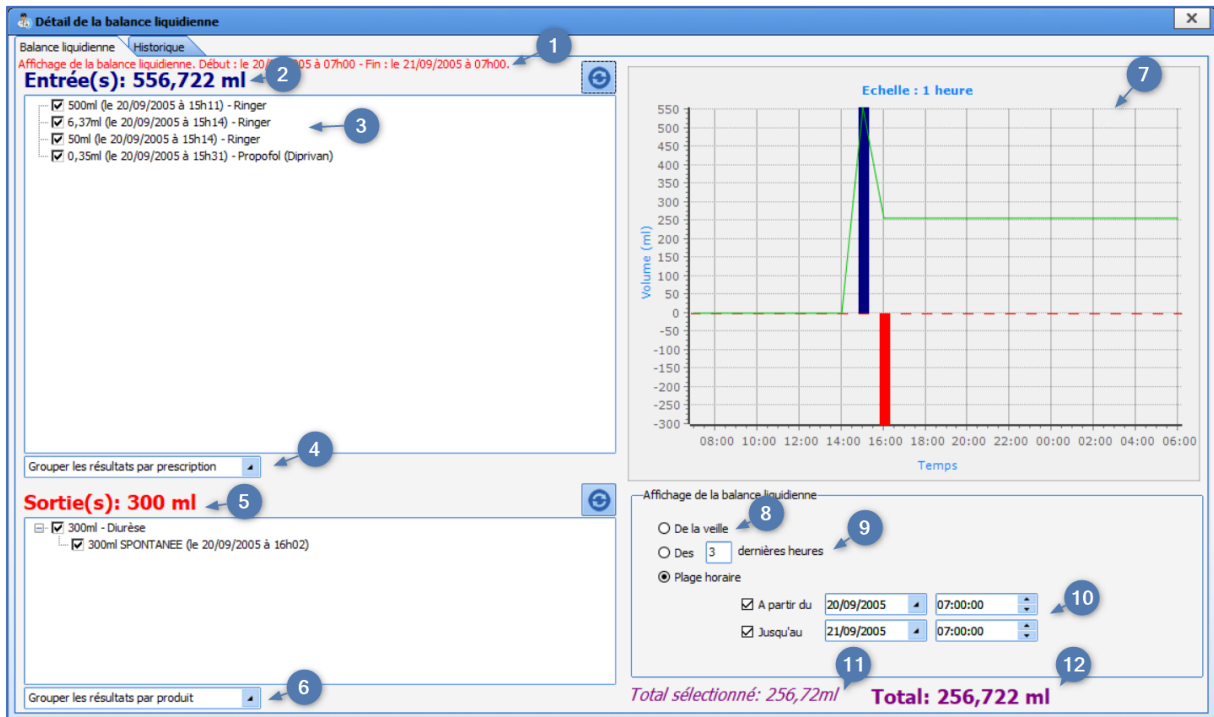 Détail de la balance liquidienne
Balance liquidienne Historique
Affichage de la balance liquidienne. Début : le 20/09/2005 à 07h00 - Fin : le 21/09/2005 à 07h00.
1
Entrée(s): 556,722 ml
2
500ml (le 20/09/2005 à 15h11) - Ringer
6,37ml (le 20/09/2005 à 15h14) - Ringer
50ml (le 20/09/2005 à 15h14) - Ringer
0,35ml (le 20/09/2005 à 15h31) - Propofol (Diprivan)
3
Grouper les résultats par prescription
4
Sortie(s): 300 ml
5
300ml - Diurèse
300ml SPONTANEE (le 20/09/2005 à 16h02)
Grouper les résultats par produit
6
7
Echelle : 1 heure
550
500
450
400
350
300
250
200
150
100
50
0
-50
-100
-150
-200
-250
-300
Volume (ml)
08:00 10:00 12:00 14:00 16:00 18:00 20:00 22:00 00:00 02:00 04:00 06:00
Temps
Affichage de la balance liquidienne
De la veille
8
Des 3 dernières heures
9
Plage horaire
A partir du 20/09/2005 07:00:00
10
Jusqu'au 21/09/2005 07:00:00
11
12
Total sélectionné: 256,72ml
Total: 256,722 ml